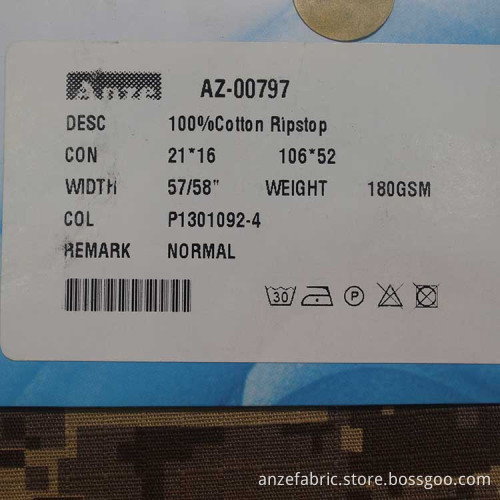 Anze AZ-00797
DESC 100%Cotton Ripstop
CON 21*16 106*52
WIDTH 57/58" WEIGHT 180GSM
COL P1301092-4
REMARK NORMAL
30 P
anzefabric.store.bossgoo.com